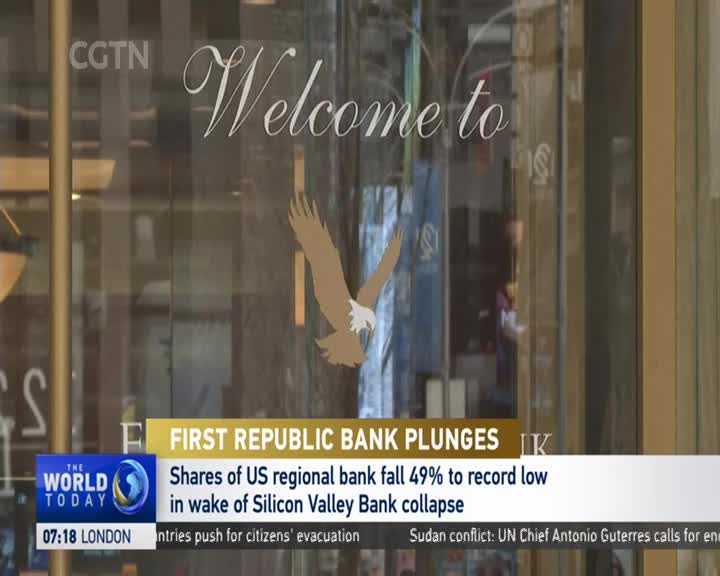 CGTN
Welcome to
FIRST REPUBLIC BANK PLUNGES
Shares of US regional bank fall 49% to record low
in wake of Silicon Valley Bank collapse
THE
WORLD
TODAY
07:18 LONDON
ntries push for citizens' evacuation Sudan conflict: UN Chief Antonio Guterres calls for en